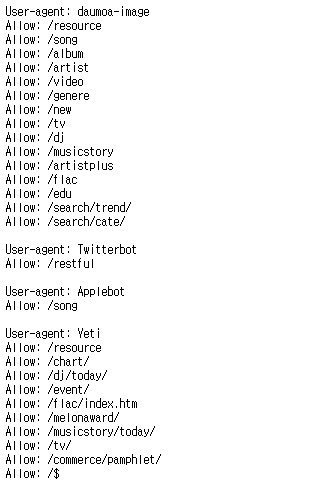 User-agent: daumoa-image
Allow: /resource
Allow: /song
Allow: /album
Allow: /artist
Allow: /video
Allow: /genere
Allow: /new
Allow: /tv
Allow: /dj
Allow: /musicstory
Allow: /artistplus
Allow: /flac
Allow: /edu
Allow: /search/trend/
Allow: /search/cate/

User-agent: Twitterbot
Allow: /restful

User-agent: Applebot
Allow: /song

User-agent: Yeti
Allow: /resource
Allow: /chart/
Allow: /dj/today/
Allow: /event/
Allow: /flac/index.htm
Allow: /melonaward/
Allow: /musicstory/today/
Allow: /tv/
Allow: /commerce/pamphlet/
Allow: /$